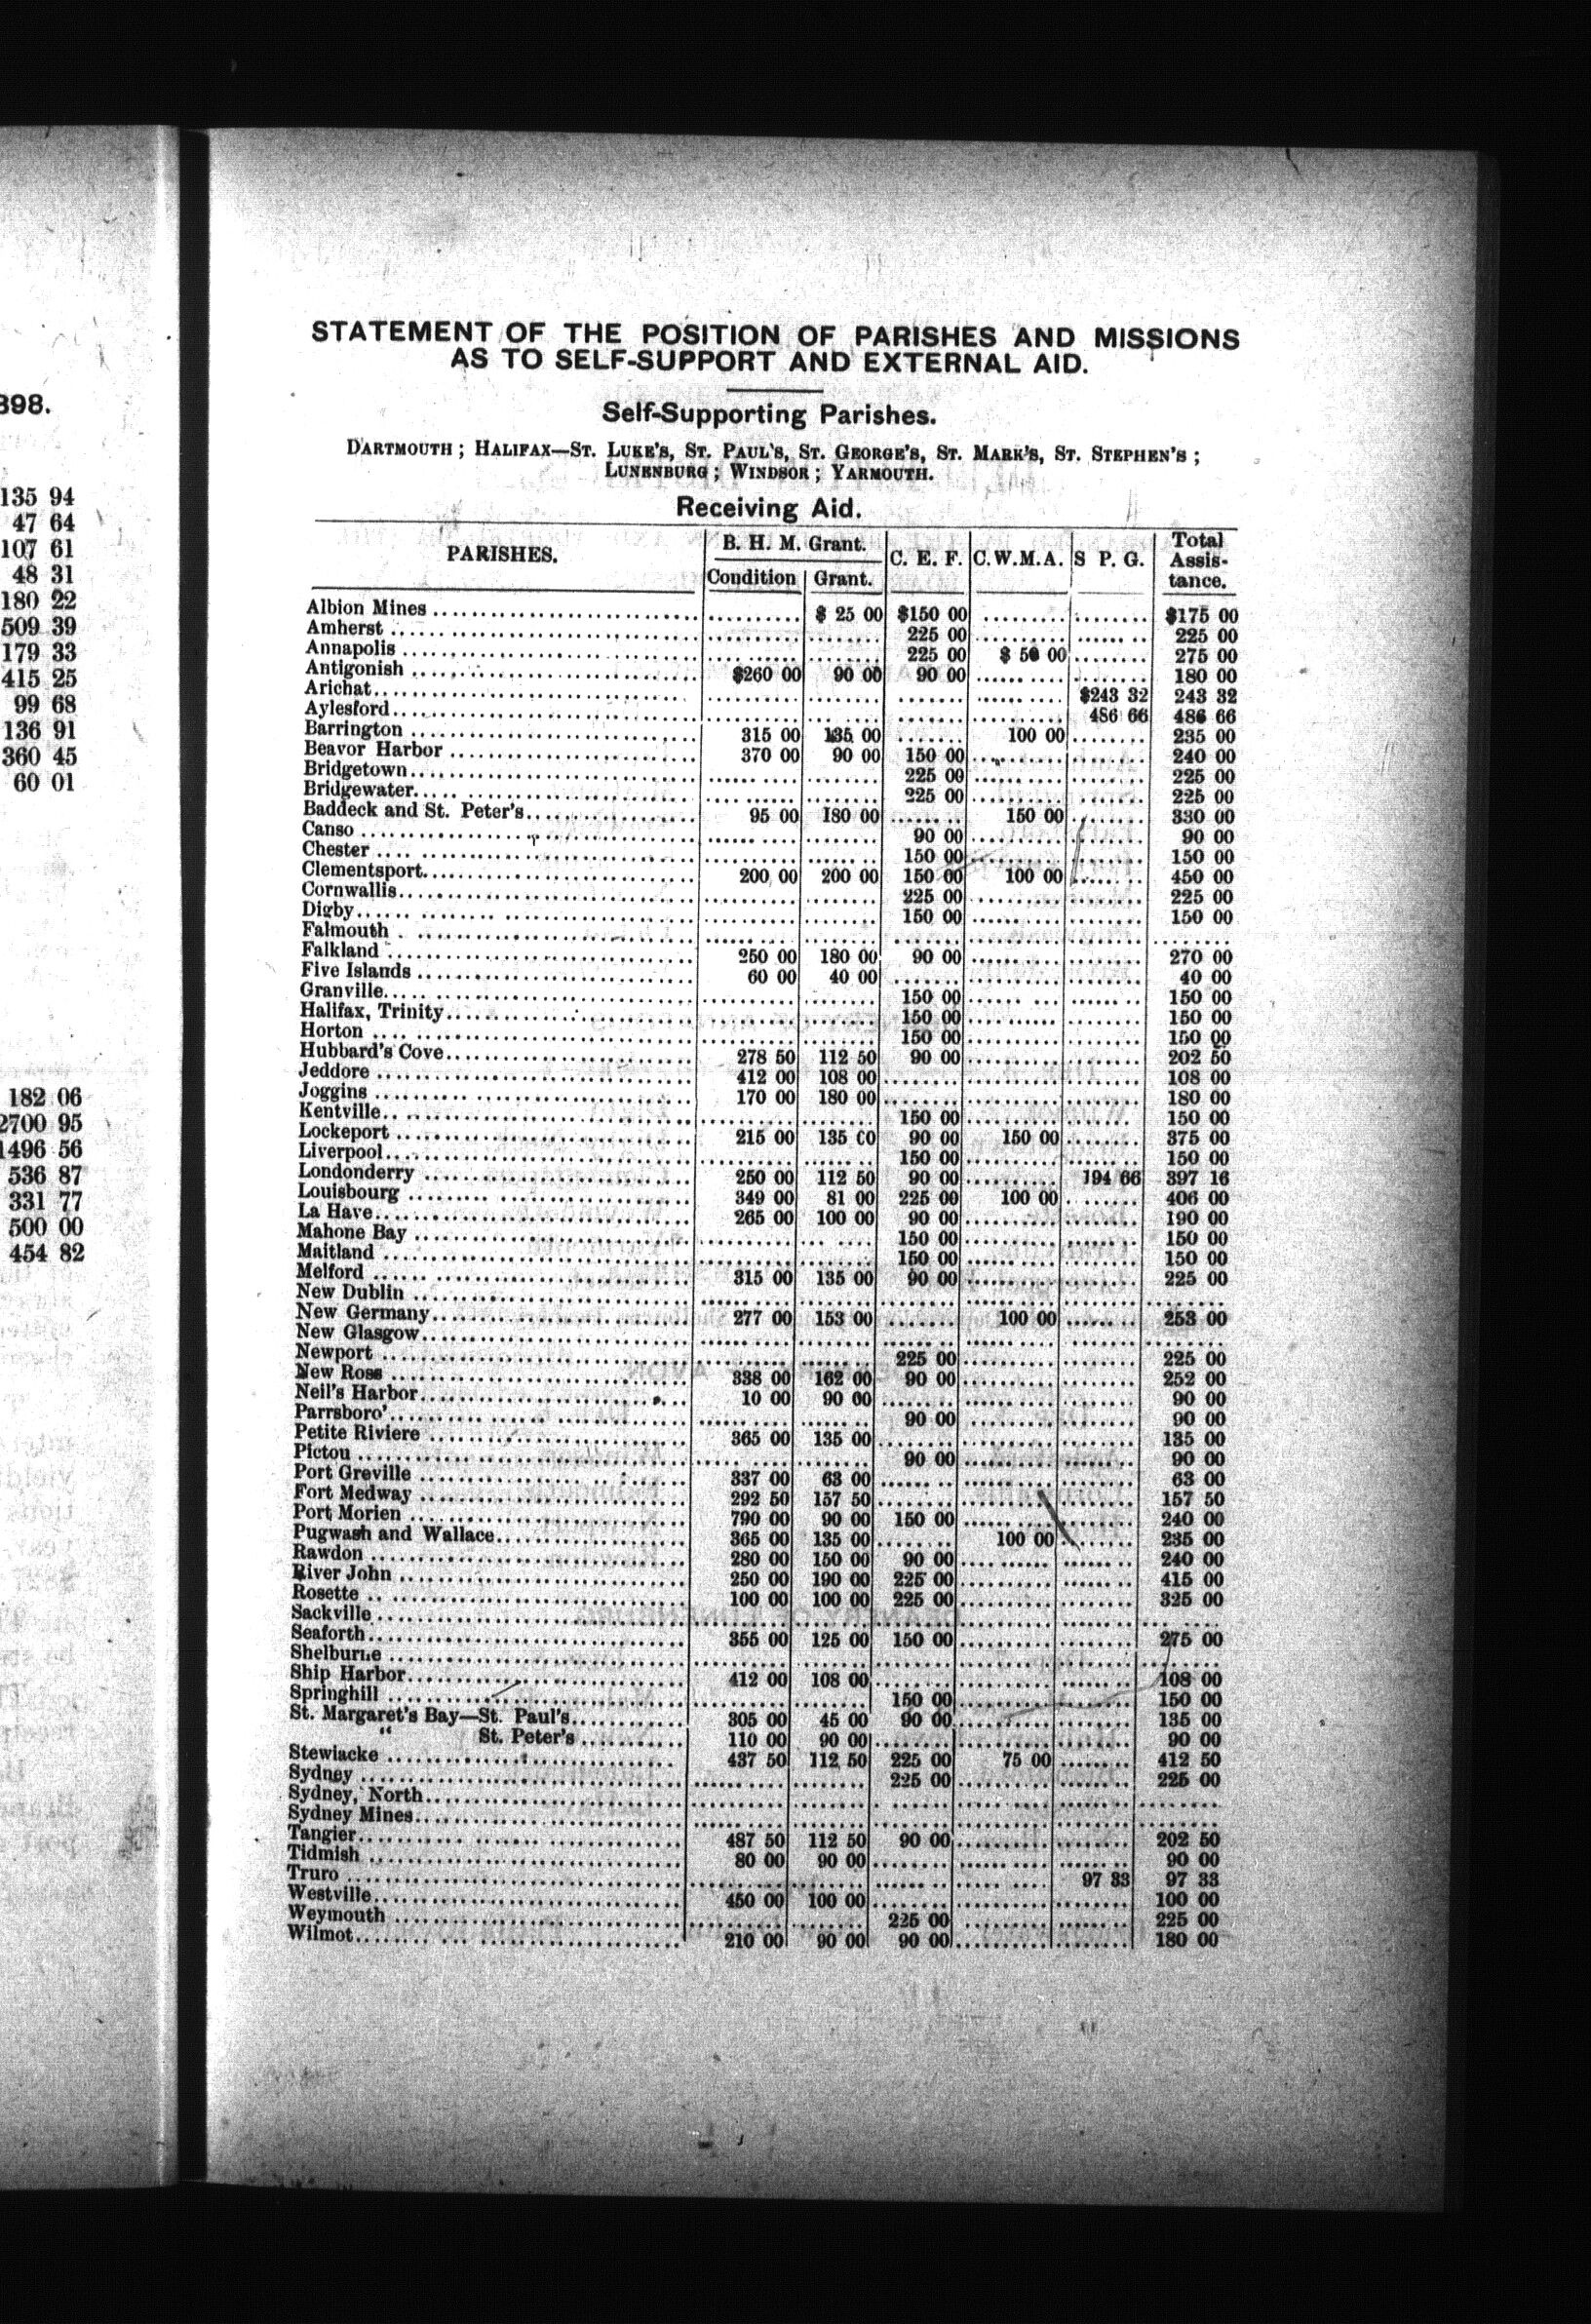 398.
135 94
47 64
107 61
48 31
180 22
509 39
179 33
415 25
99 68
136 91
360 45
60 01
182 06
2700 95
1496 56
536 87
331 77
500 00
454 82
STATEMENT OF THE POSITION OF PARISHES AND MISSIONS
AS TO SELF-SUPPORT AND EXTERNAL AID.
Self-Supporting Parishes.
DARTMOUTH; HALIFAX—ST. LUKE'S, ST. PAUL'S, ST. GEORGE'S, ST. MARK'S, ST. STEPHEN'S;
LUNENBURG; WINDSOR; YARMOUTH.
Receiving Aid.
PARISHES. B. H. M. Grant. C. E. F. C.W.M.A. S P. G. Total Assis-tance.
Condition Grant.
Albion Mines $ 25 00 $150 00 $175 00
Amherst 225 00 225 00
Annapolis 225 00 $ 50 00 275 00
Antigonish $260 00 90 00 90 00 180 00
Arichat $243 32 243 32
Aylesford 486 66 486 66
Barrington 315 00 135 00 100 00 235 00
Beavor Harbor 370 00 90 00 150 00 240 00
Bridgetown 225 00 225 00
Bridgewater 225 00 225 00
Baddeck and St. Peter's 95 00 180 00 150 00 330 00
Canso 90 00 90 00
Chester 150 00 150 00
Clementsport 200 00 200 00 150 00 100 00 450 00
Cornwallis 225 00 225 00
Digby 150 00 150 00
Falmouth
Falkland 250 00 180 00 90 00 270 00
Five Islands 60 00 40 00 40 00
Granville 150 00 150 00
Halifax, Trinity 150 00 150 00
Horton 150 00 150 00
Hubbard's Cove 278 50 112 50 90 00 202 50
Jeddore 412 00 108 00 108 00
Joggins 170 00 180 00 180 00
Kentville 150 00 150 00
Lockeport 215 00 135 00 90 00 150 00 375 00
Liverpool 150 00 150 00
Londonderry 250 00 112 50 90 00 194 66 397 16
Louisbourg 349 00 81 00 225 00 100 00 406 00
La Have 265 00 100 00 90 00 190 00
Mahone Bay 150 00 150 00
Maitland 150 00 150 00
Melford 315 00 135 00 90 00 225 00
New Dublin
New Germany 277 00 153 00 100 00 253 00
New Glasgow
Newport 225 00 225 00
New Ross 338 00 162 00 90 00 252 00
Neil's Harbor 10 00 90 00 90 00
Parrsboro' 90 00 90 00
Petite Riviere 365 00 135 00 135 00
Pictou 90 00 90 00
Port Greville 337 00 63 00 63 00
Fort Medway 292 50 157 50 157 50
Port Morien 790 00 90 00 150 00 240 00
Pugwash and Wallace 365 00 135 00 100 00 235 00
Rawdon 280 00 150 00 90 00 240 00
River John 250 00 190 00 225 00 415 00
Rosette 100 00 100 00 225 00 325 00
Sackville
Seaforth 355 00 125 00 150 00 275 00
Shelburne
Ship Harbor 412 00 108 00 108 00
Springhill 150 00 150 00
St. Margaret's Bay—St. Paul's 305 00 45 00 90 00 135 00
" St. Peter's 110 00 90 00 90 00
Stewiacke 437 50 112 50 225 00 75 00 412 50
Sydney 225 00 225 00
Sydney, North
Sydney Mines
Tangier 487 50 112 50 90 00 202 50
Tidmish 80 00 90 00 90 00
Truro 97 33 97 33
Westville 450 00 100 00 100 00
Weymouth 225 00 225 00
Wilmot 210 00 90 00 90 00 180 00